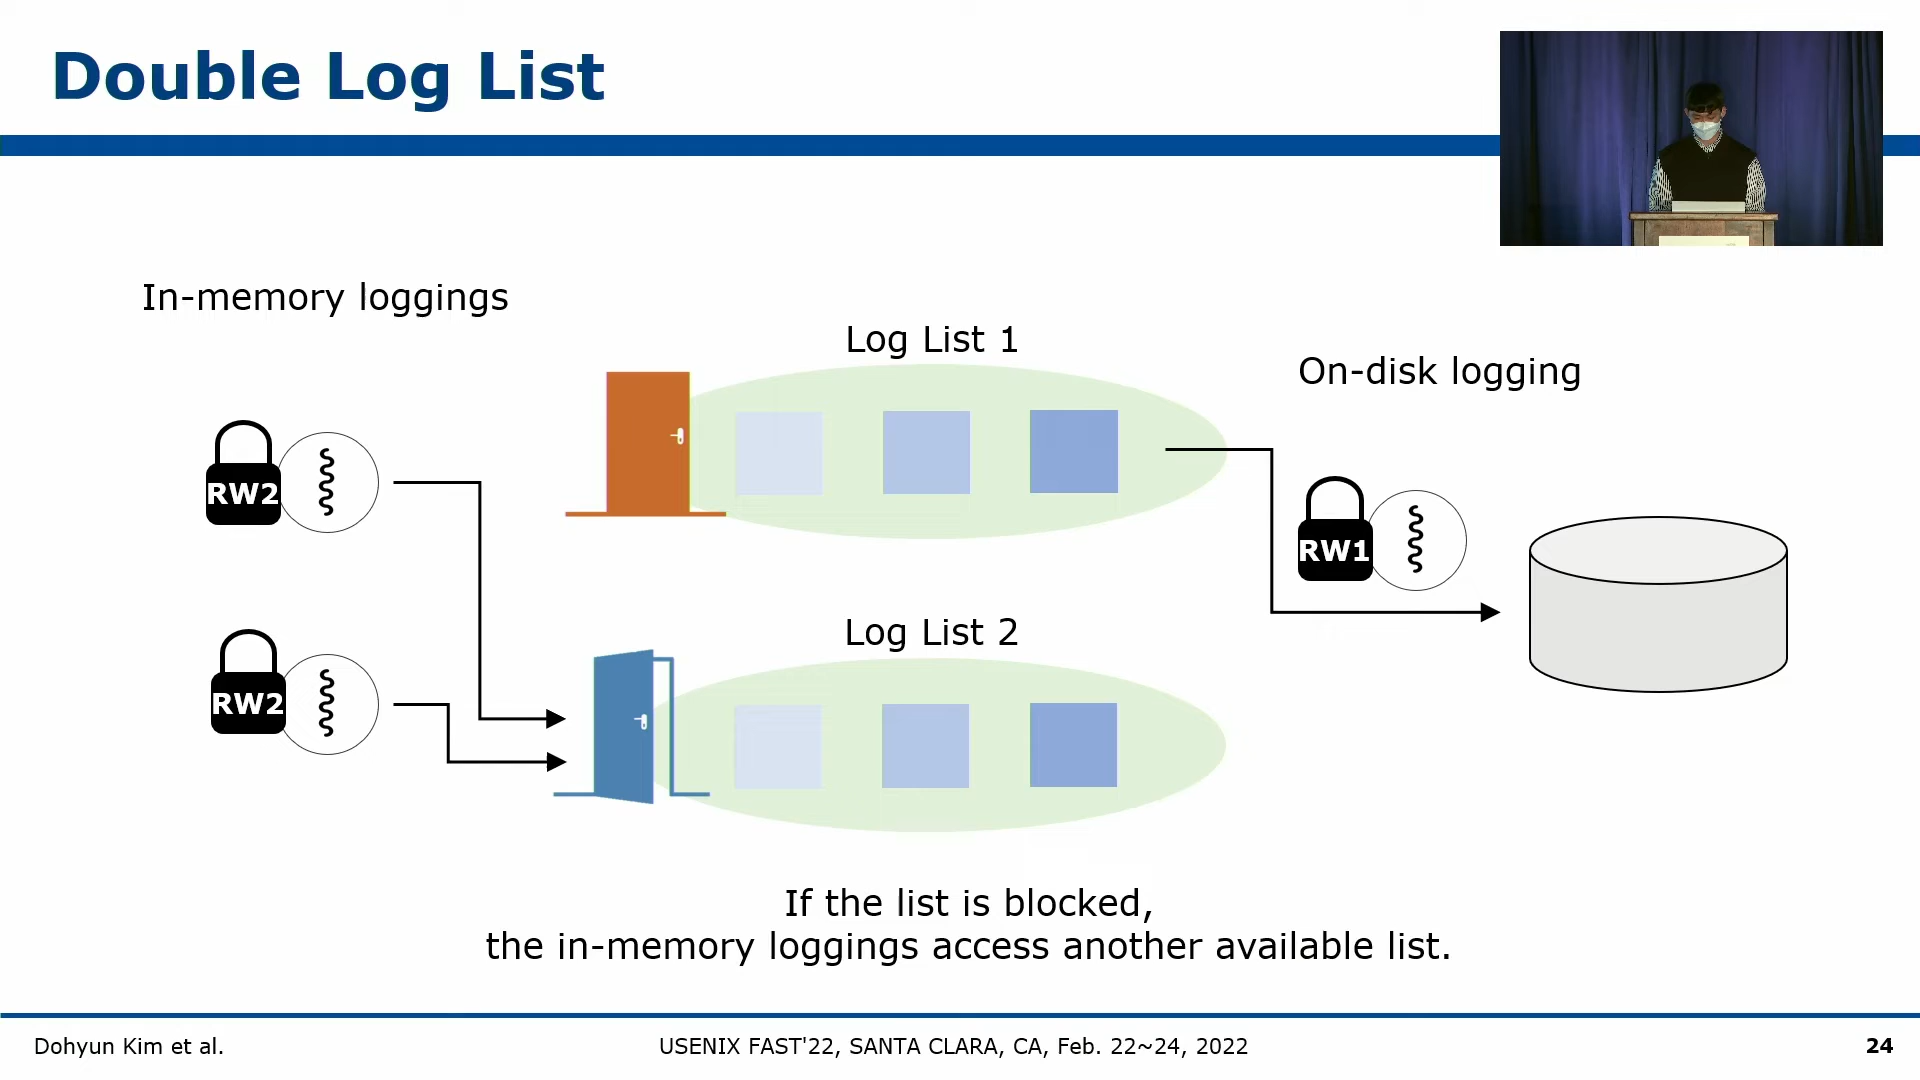 Double Log List
In-memory loggings
Log List 1
On-disk logging
RW2
RW1
Log List 2
RW2
If the list is blocked,
the in-memory loggings access another available list.
Dohyun Kim et al.
USENIX FAST'22, SANTA CLARA, CA, Feb. 22~24, 2022
24